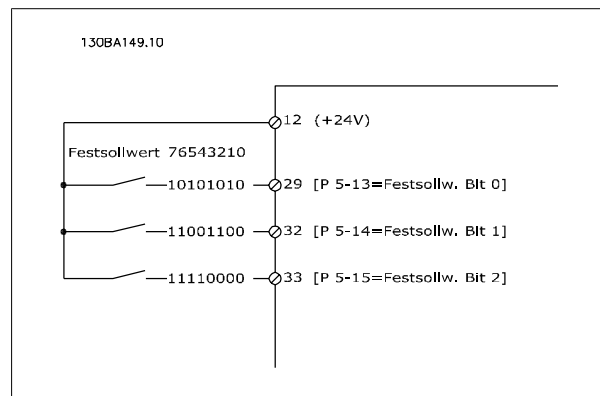 130BA149.10
12 (+24V)
Festsollwert 76543210
10101010 29 [P 5-13=Festsollw. Bit 0]
11001100 32 [P 5-14=Festsollw. Bit 1]
11110000 33 [P 5-15=Festsollw. Bit 2]